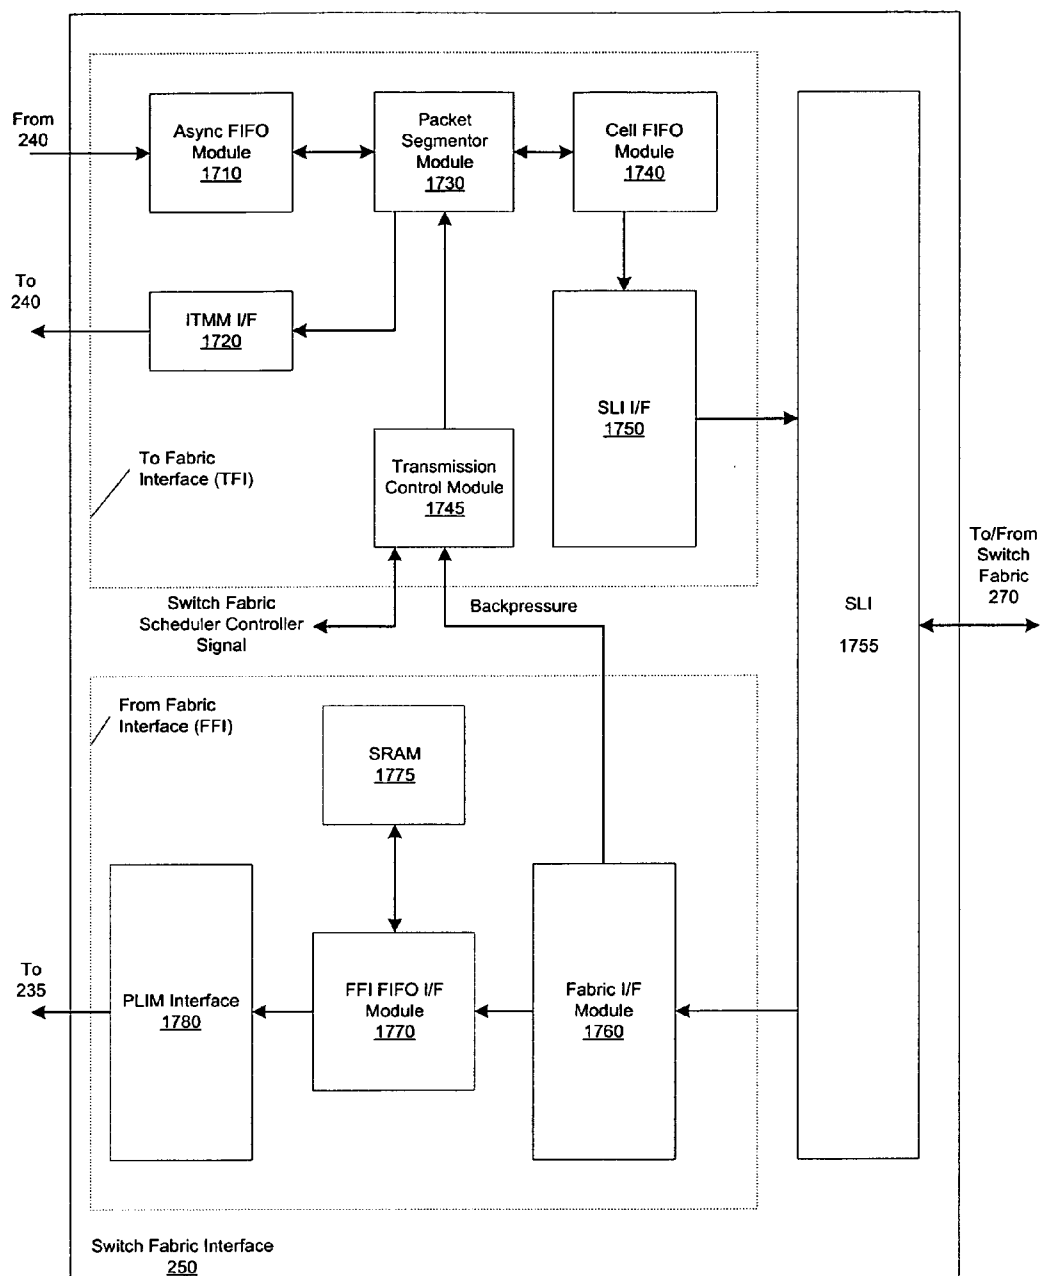 From
240
Async FIFO
Module
1710
Packet
Segmentor
Module
1730
Cell FIFO
Module
1740
To
240
ITMM I/F
1720
SLI I/F
1750
To Fabric
Interface (TFI)
Transmission
Control Module
1745
To/From
Switch
Fabric
270
Switch Fabric
Scheduler Controller
Signal
Backpressure
SLI
1755
From Fabric
Interface (FFI)
SRAM
1775
To
235
PLIM Interface
1780
FFI FIFO I/F
Module
1770
Fabric I/F
Module
1760
Switch Fabric Interface
250